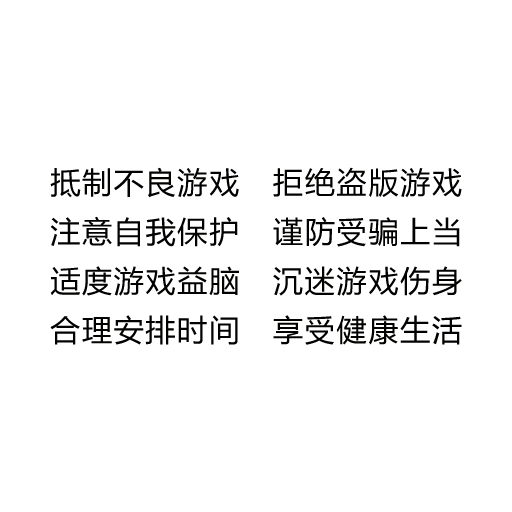 抵制不良游戏 拒绝盗版游戏
注意自我保护 谨防受骗上当
适度游戏益脑 沉迷游戏伤身
合理安排时间 享受健康生活